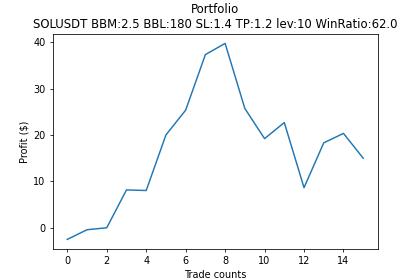 Portfolio
SOLUSDT BBM:2.5 BBL:180 SL:1.4 TP:1.2 lev:10 WinRatio:62.0
40
30
20
10
0
Profit ($)
0 2 4 6 8 10 12 14
Trade counts